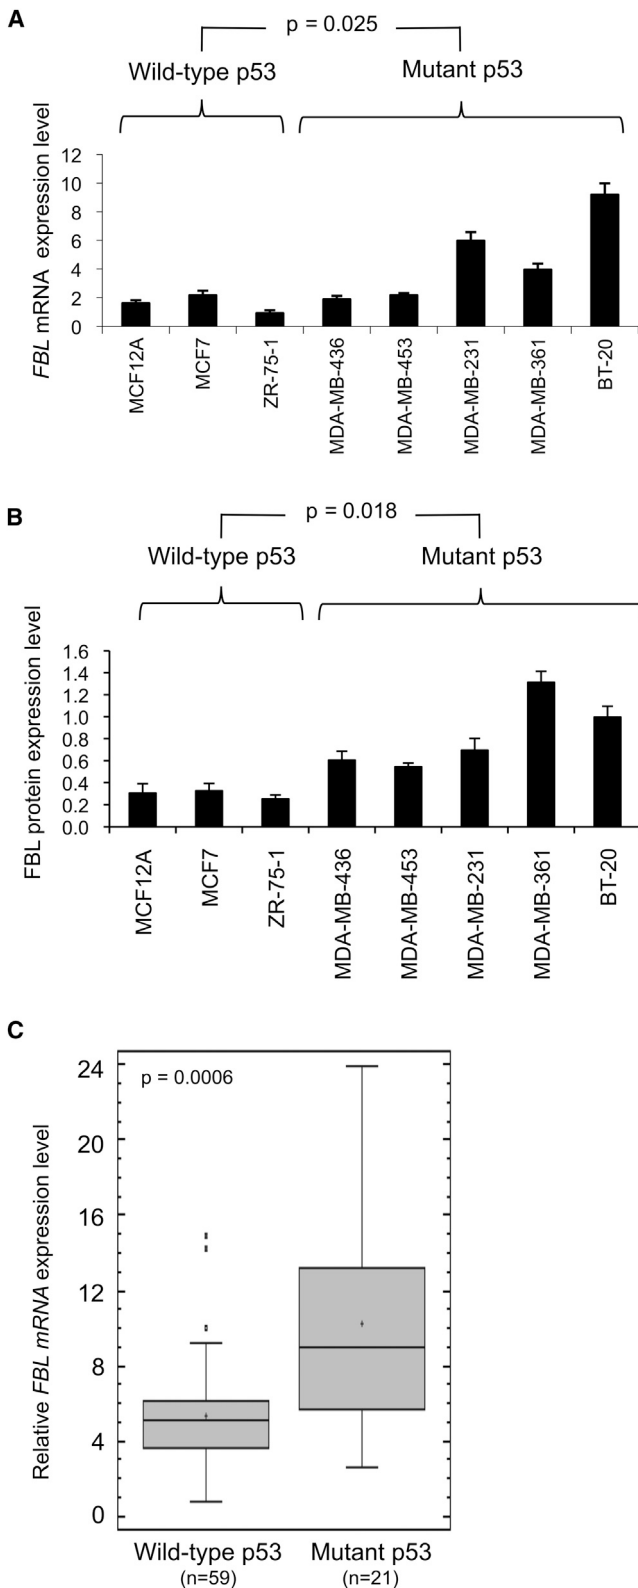 A
p = 0.025
Wild-type p53 Mutant p53
FBL mRNA expression level
12
10
8
6
4
2
0
MCF12A
MCF7
ZR-75-1
MDA-MB-436
MDA-MB-453
MDA-MB-231
MDA-MB-361
BT-20
B
p = 0.018
Wild-type p53 Mutant p53
FBL protein expression level
1.6
1.4
1.2
1.0
0.8
0.6
0.4
0.2
0.0
MCF12A
MCF7
ZR-75-1
MDA-MB-436
MDA-MB-453
MDA-MB-231
MDA-MB-361
BT-20
C
p = 0.0006
Relative FBL mRNA expression level
24
20
16
12
8
4
0
Wild-type p53 Mutant p53
(n=59) (n=21)